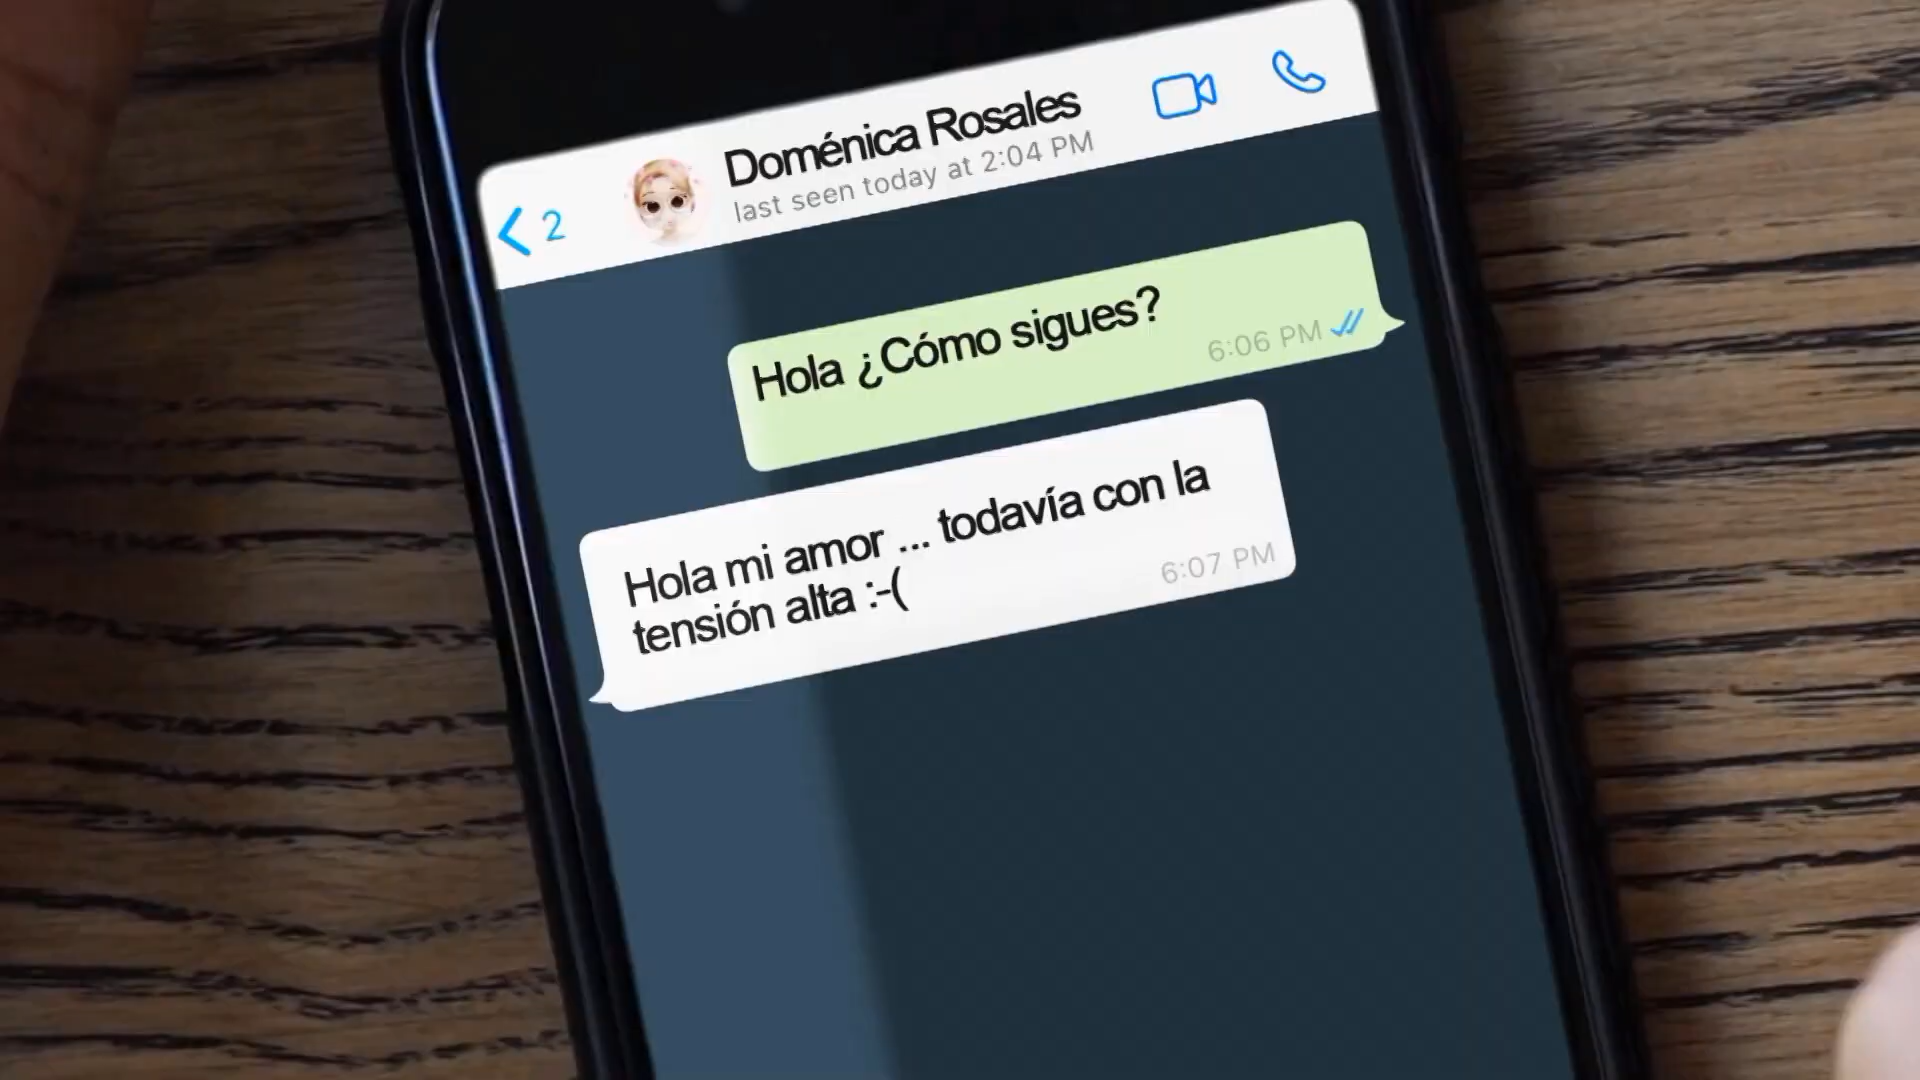 2
Doménica Rosales
last seen today at 2:04 PM
Hola ¿Cómo sigues?
6:06 PM
Hola mi amor ... todavía con la
tensión alta :-(
6:07 PM